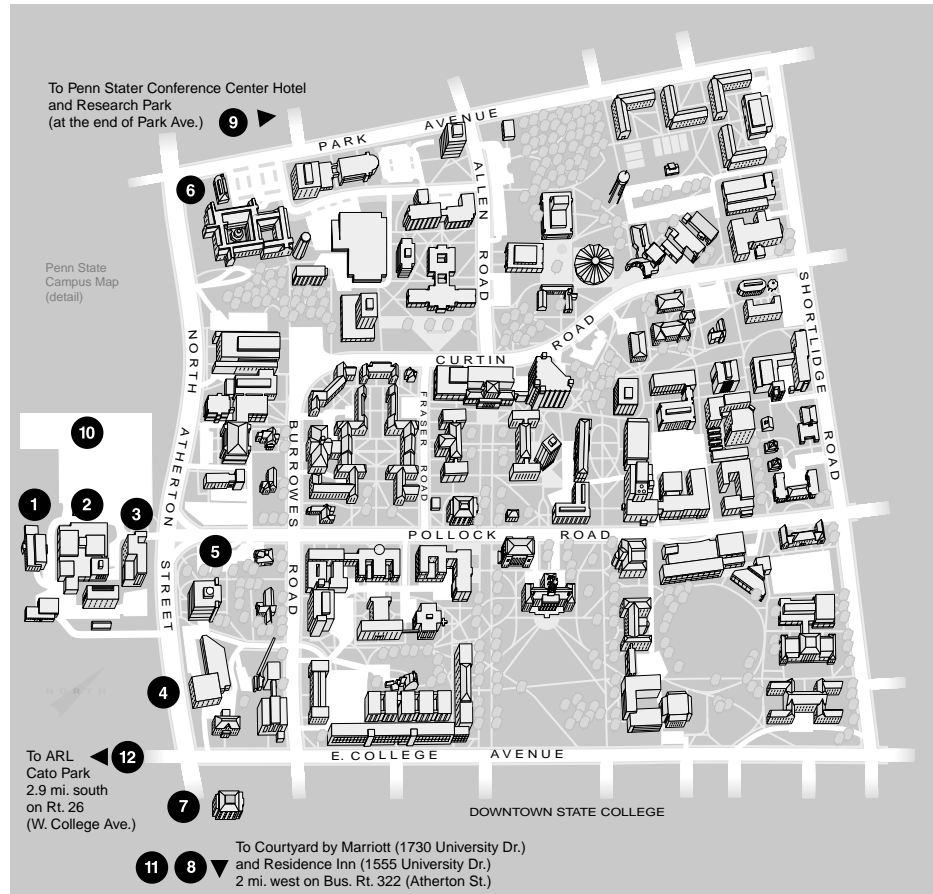 To Penn Stater Conference Center Hotel
and Research Park
(at the end of Park Ave.) 9
PARK AVENUE
ALLEN ROAD
6
Penn State
Campus Map
(detail)
SHORTLIDGE ROAD
CURTIN ROAD
NORTH ATHERTON STREET
BURROWES ROAD
FRASER ROAD
10
1
2
3
POLLOCK ROAD
5
NORTH
4
E. COLLEGE AVENUE
To ARL 12
Cato Park
2.9 mi. south
on Rt. 26
(W. College Ave.)
7
DOWNTOWN STATE COLLEGE
11 8 To Courtyard by Marriott (1730 University Dr.)
and Residence Inn (1555 University Dr.)
2 mi. west on Bus. Rt. 322 (Atherton St.)